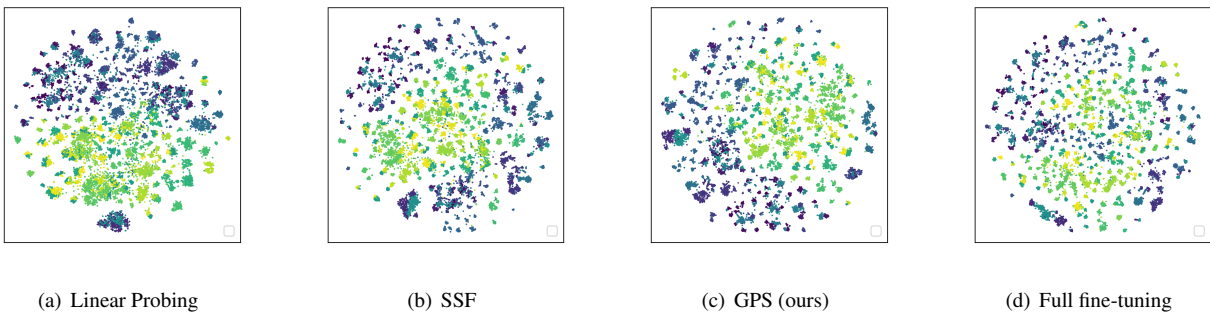 (a) Linear Probing
(b) SSF
(c) GPS (ours)
(d) Full fine-tuning